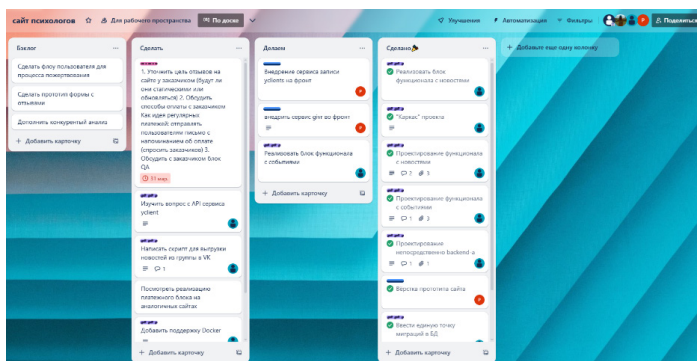 сайт психологов
Для рабочего пространства
По доске
Улучшения
Автоматизация
Фильтры
Поделиться
Бэклог
Сделать флоу пользователя для
процесса пожертвования
Сделать прототип формы с
отзывами
Дополнить конкурентый анализ
+ Добавить карточку
Сделать
1. Уточнить цель отзывов на
сайте у заказчиком (будут ли
они статическими или
обновляться) 2. Обсудить
способы оплаты с заказчиком
Как идея регулярных
платежей: отправлять
пользователям письмо с
напоминанием об оплате
(спросить заказчиков) 3.
Обсудить с заказчиком блок
QA
31 мар.
Изучить вопрос с API сервиса
yclient
Написать скрипт для выгрузки
новостей из группы в VK
1
Посмотреть реализацию
платежного блока на
аналогичных сайтах
Добавить поддержку Docker
+ Добавить карточку
Делаем
Внедрение сервиса записи
yclients на фронт
внедрить сервис givr во фронт
Реализовать блок функционала
с событиями
+ Добавить карточку
Сделано
Реализовать блок
функционала с новостями
"Каркас" проекта
Проектирование функционала
с новостями
2 3
Проектирование функционала
с событиями
1 3
Проектирование
непосредственно backend-а
1 1
Верстка прототипа сайта
Ввести единую точку
миграций в БД
+ Добавить карточку
+ Добавьте еще одну колонку